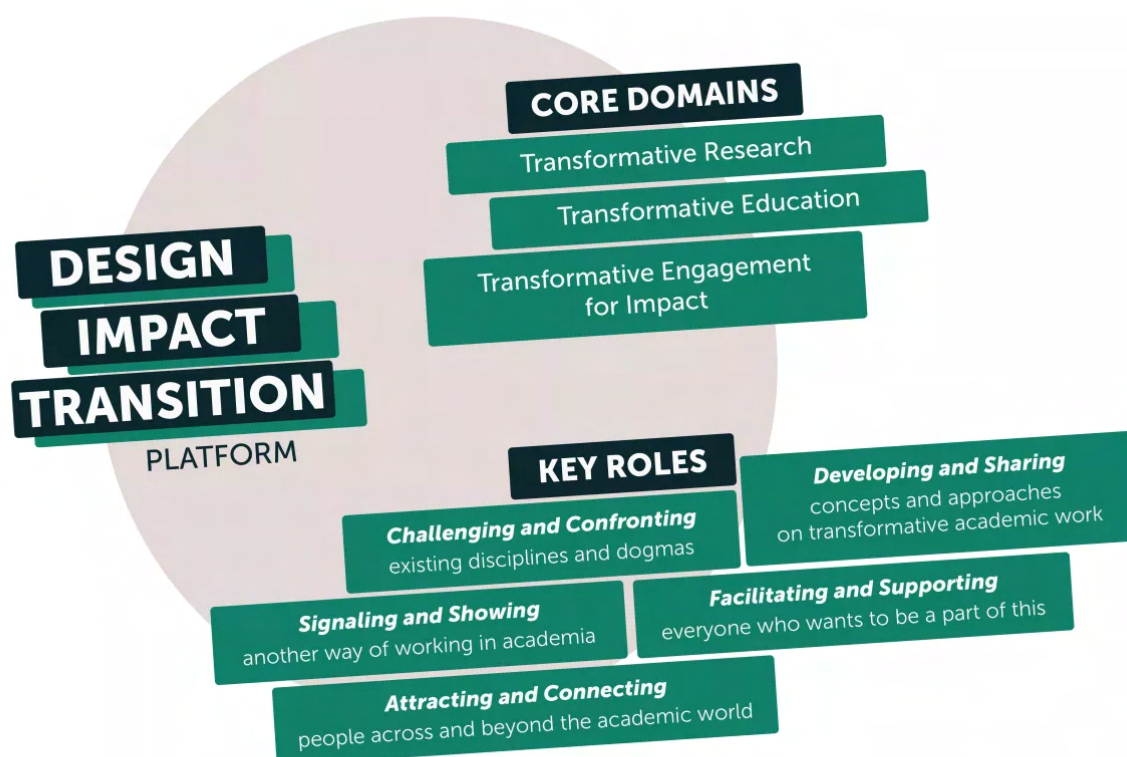 DESIGN
IMPACT
TRANSITION
PLATFORM
CORE DOMAINS
Transformative Research
Transformative Education
Transformative Engagement
for Impact
KEY ROLES
Developing and Sharing
concepts and approaches
on transformative academic work
Challenging and Confronting
existing disciplines and dogmas
Facilitating and Supporting
everyone who wants to be a part of this
Signaling and Showing
another way of working in academia
Attracting and Connecting
people across and beyond the academic world